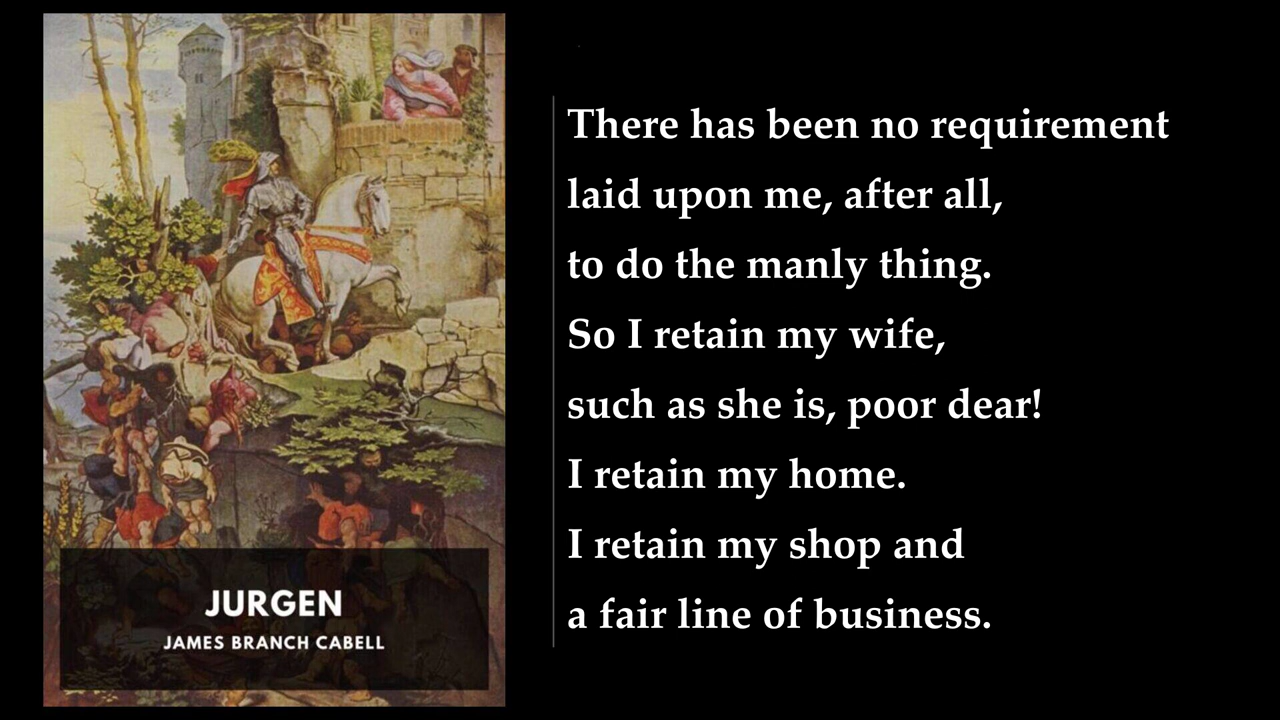 JURGEN
JAMES BRANCH CABELL
There has been no requirement
laid upon me, after all,
to do the manly thing.
So I retain my wife,
such as she is, poor dear!
I retain my home.
I retain my shop and
a fair line of business.